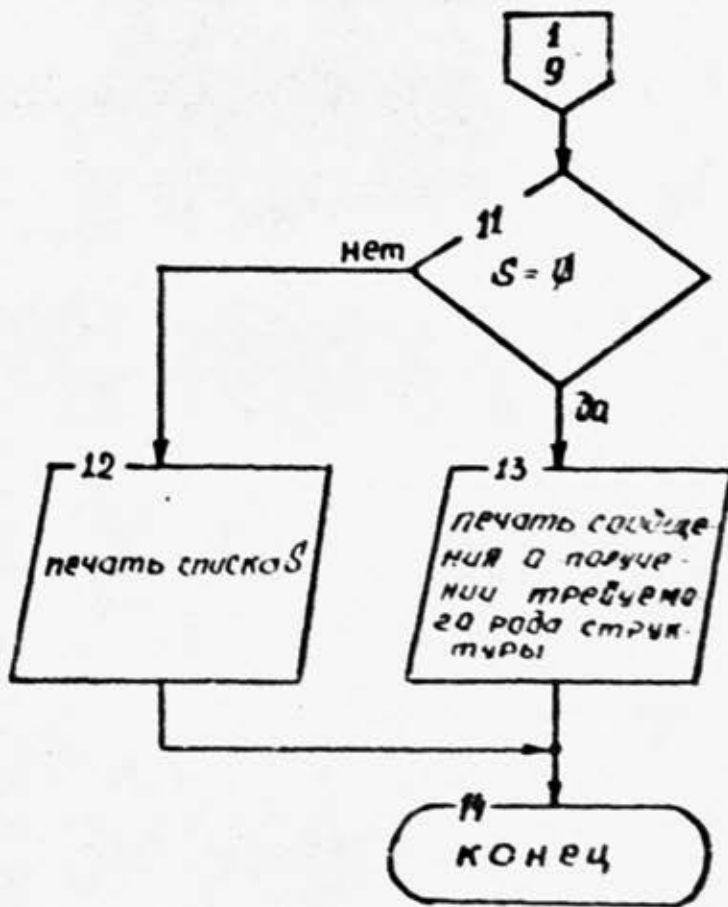 1
9
11
нет
S = ∅
да
12
печать списка S
13
печать сообще-
ния о получе-
нии требуемо
го рода струк-
туры
14
конец